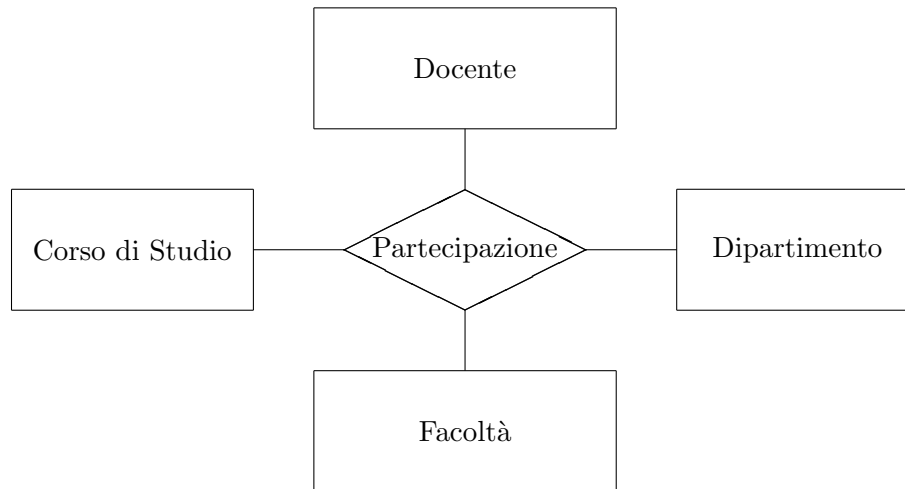 Docente
Corso di Studio
Partecipazione
Dipartimento
Facoltà